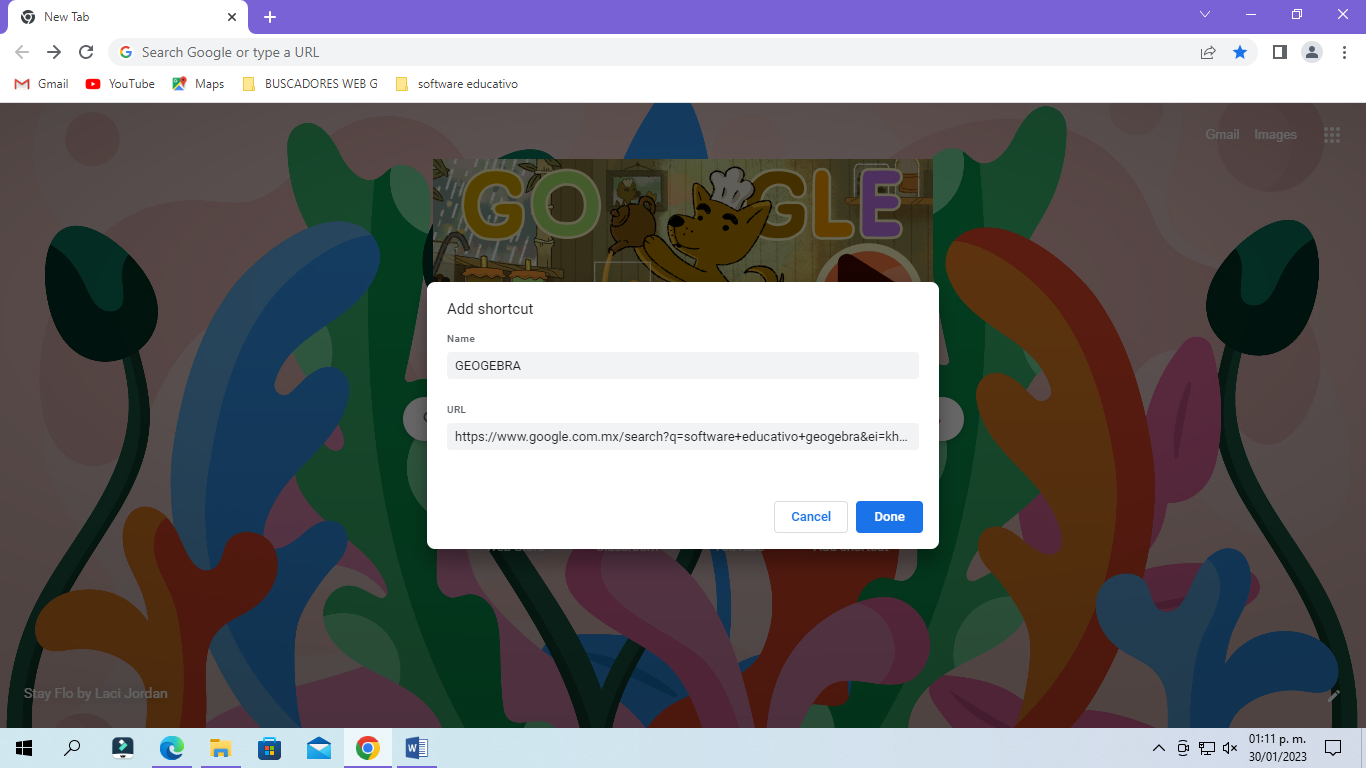 New Tab
Search Google or type a URL
Gmail
YouTube
Maps
BUSCADORES WEB G
software educativo
Gmail
Images
GOOGLE
Add shortcut
Name
GEOGEBRA
URL
https://www.google.com.mx/search?q=software+educativo+geogebra&ei=kh...
Cancel
Done
Add shortcut
Stay Flo by Laci Jordan
01:11 p. m.
30/01/2023